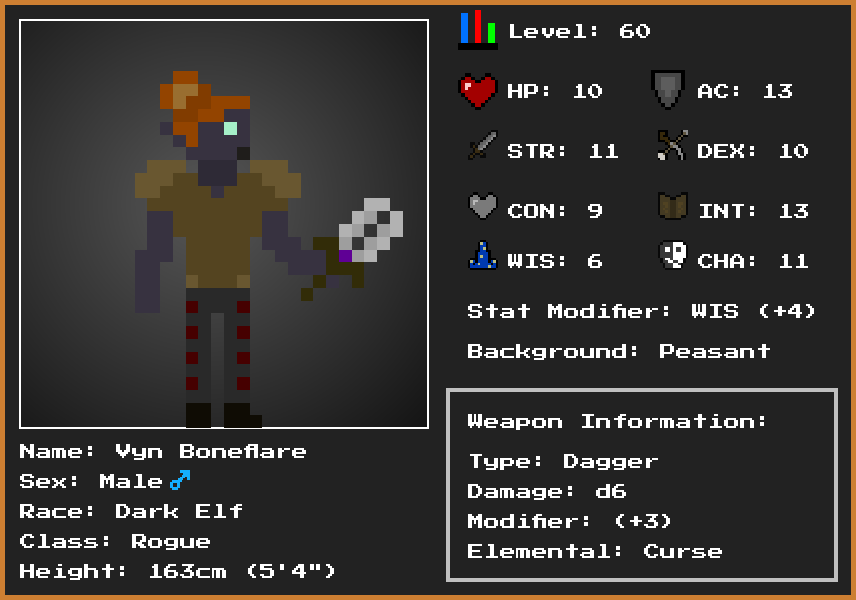 Level: 60
HP: 10
AC: 13
STR: 11
DEX: 10
CON: 9
INT: 13
WIS: 6
CHA: 11
Stat Modifier: WIS (+4)
Background: Peasant
Weapon Information:
Type: Dagger
Damage: d6
Modifier: (+3)
Elemental: Curse
Name: Vyn Boneflare
Sex: Male ♂
Race: Dark Elf
Class: Rogue
Height: 163cm (5'4")